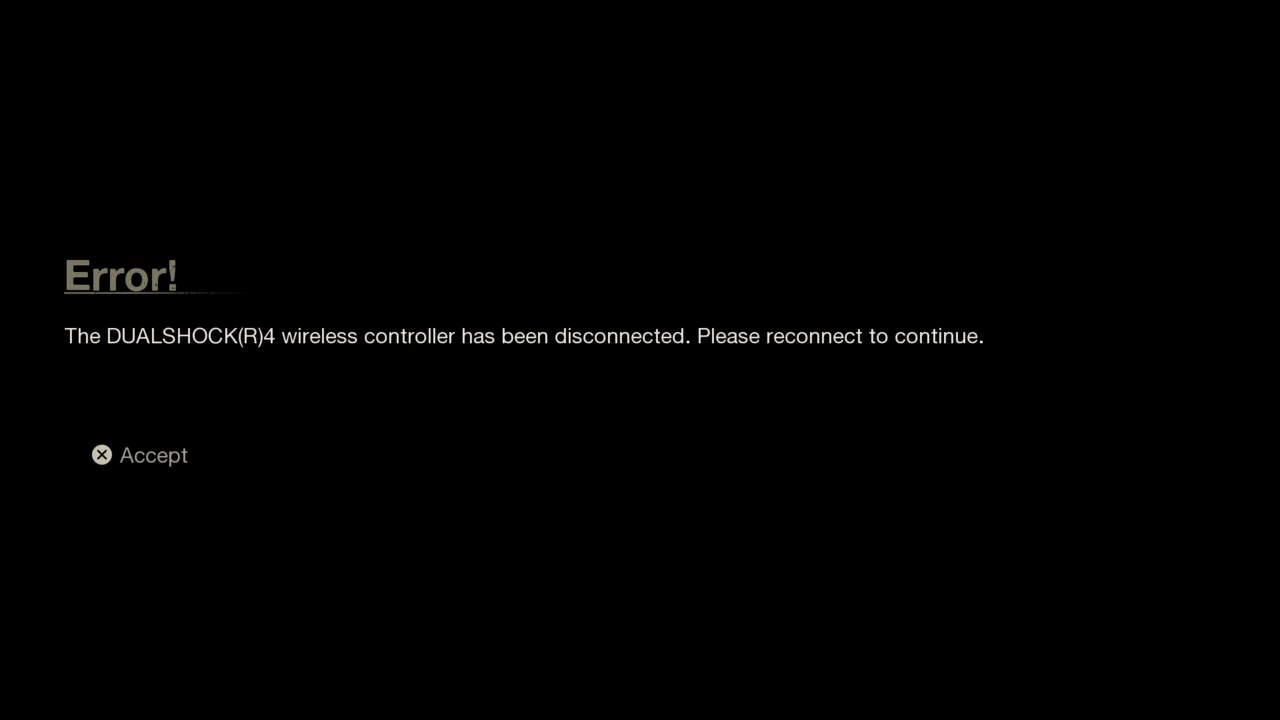 Error!
The DUALSHOCK(R)4 wireless controller has been disconnected. Please reconnect to continue.
Accept